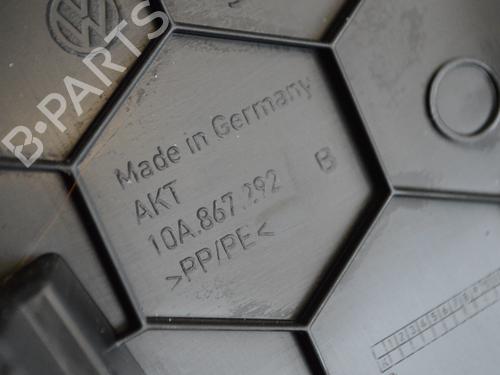 B·PARTS
Made in Germany
AKT
10A.867.292 B
>PP/PE<